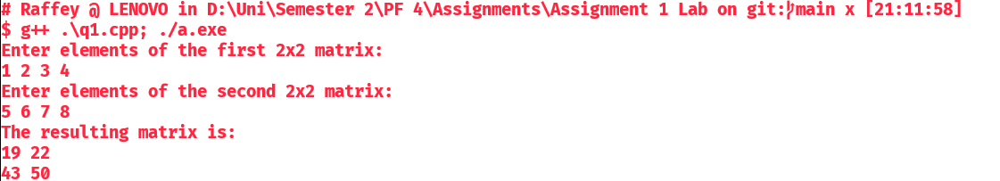 # Raffey @ LENOVO in D:\Uni\Semester 2\PF 4\Assignments\Assignment 1 Lab on git:main x [21:11:58]
$ g++ .\q1.cpp; ./a.exe
Enter elements of the first 2x2 matrix:
1 2 3 4
Enter elements of the second 2x2 matrix:
5 6 7 8
The resulting matrix is:
19 22
43 50